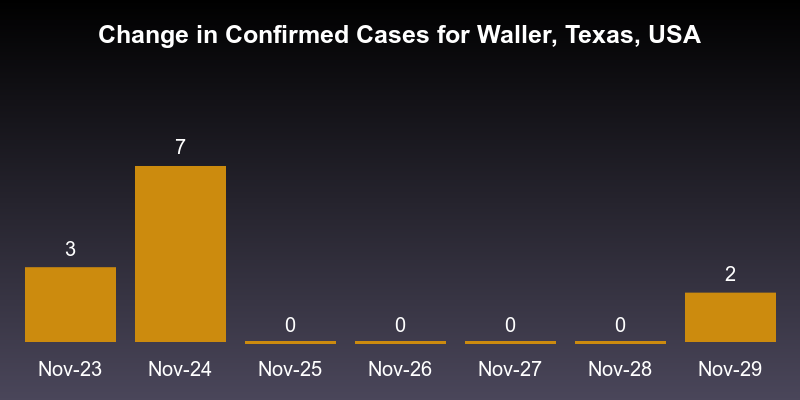 Change in Confirmed Cases for Waller, Texas, USA
3 7 0 0 0 0 2
Nov-23 Nov-24 Nov-25 Nov-26 Nov-27 Nov-28 Nov-29